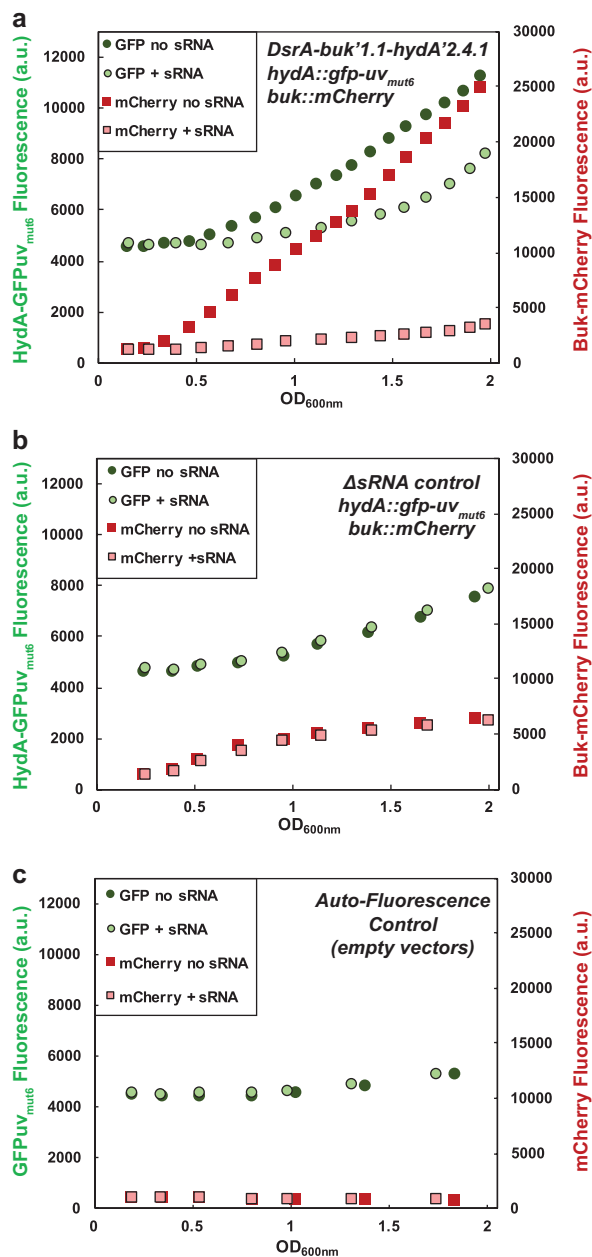 a
GFP no sRNA
GFP + sRNA
mCherry no sRNA
mCherry + sRNA
DsrA-buk'1.1-hydA'2.4.1
hydA::gfp-uvmut6
buk::mCherry
HydA-GFPuvmut6 Fluorescence (a.u.)
12000
10000
8000
6000
4000
2000
0
30000
25000
20000
15000
10000
5000
0
Buk-mCherry Fluorescence (a.u.)
0
0.5
1
1.5
2
OD600nm
b
GFP no sRNA
GFP + sRNA
mCherry no sRNA
mCherry +sRNA
ΔsRNA control
hydA::gfp-uvmut6
buk::mCherry
HydA-GFPuvmut6 Fluorescence (a.u.)
12000
10000
8000
6000
4000
2000
0
30000
25000
20000
15000
10000
5000
0
Buk-mCherry Fluorescence (a.u.)
0
0.5
1
1.5
2
OD600nm
c
GFP no sRNA
GFP + sRNA
mCherry no sRNA
mCherry + sRNA
Auto-Fluorescence
Control
(empty vectors)
GFPuvmut6 Fluorescence (a.u.)
12000
10000
8000
6000
4000
2000
0
30000
25000
20000
15000
10000
5000
0
mCherry Fluorescence (a.u.)
0
0.5
1
1.5
2
OD600nm